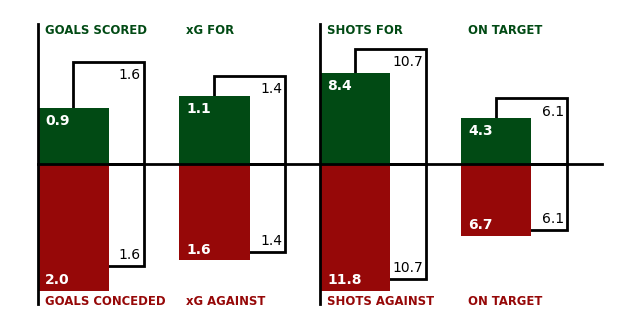 GOALS SCORED xG FOR SHOTS FOR ON TARGET
1.6 1.4 10.7 6.1
0.9 1.1 8.4 4.3
1.6 1.4 10.7 6.1
2.0 1.6 11.8 6.7
GOALS CONCEDED xG AGAINST SHOTS AGAINST ON TARGET